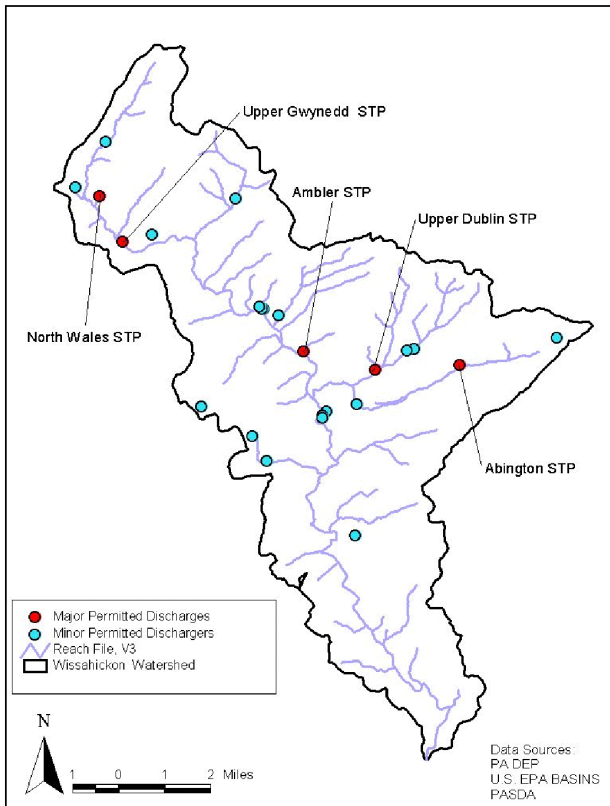 Upper Gwynedd STP
Ambler STP
Upper Dublin STP
North Wales STP
Abington STP
Major Permitted Discharges
Minor Permitted Dischargers
Reach File, V3
Wissahickon Watershed
N
1 0 1 2 Miles
Data Sources:
PA DEP
U.S. EPA BASINS
PASDA